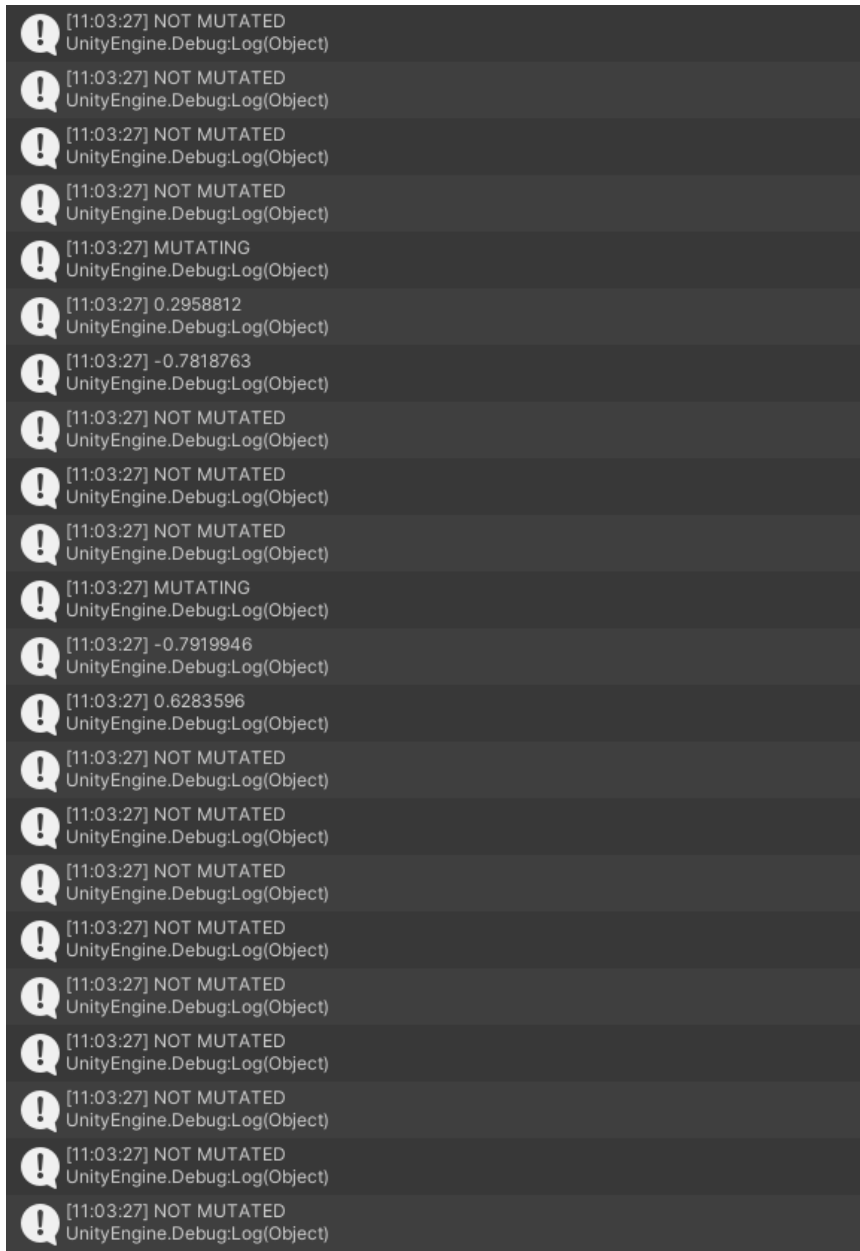 [11:03:27] NOT MUTATED
UnityEngine.Debug:Log(Object)
[11:03:27] NOT MUTATED
UnityEngine.Debug:Log(Object)
[11:03:27] NOT MUTATED
UnityEngine.Debug:Log(Object)
[11:03:27] NOT MUTATED
UnityEngine.Debug:Log(Object)
[11:03:27] MUTATING
UnityEngine.Debug:Log(Object)
[11:03:27] 0.2958812
UnityEngine.Debug:Log(Object)
[11:03:27] -0.7818763
UnityEngine.Debug:Log(Object)
[11:03:27] NOT MUTATED
UnityEngine.Debug:Log(Object)
[11:03:27] NOT MUTATED
UnityEngine.Debug:Log(Object)
[11:03:27] NOT MUTATED
UnityEngine.Debug:Log(Object)
[11:03:27] MUTATING
UnityEngine.Debug:Log(Object)
[11:03:27] -0.7919946
UnityEngine.Debug:Log(Object)
[11:03:27] 0.6283596
UnityEngine.Debug:Log(Object)
[11:03:27] NOT MUTATED
UnityEngine.Debug:Log(Object)
[11:03:27] NOT MUTATED
UnityEngine.Debug:Log(Object)
[11:03:27] NOT MUTATED
UnityEngine.Debug:Log(Object)
[11:03:27] NOT MUTATED
UnityEngine.Debug:Log(Object)
[11:03:27] NOT MUTATED
UnityEngine.Debug:Log(Object)
[11:03:27] NOT MUTATED
UnityEngine.Debug:Log(Object)
[11:03:27] NOT MUTATED
UnityEngine.Debug:Log(Object)
[11:03:27] NOT MUTATED
UnityEngine.Debug:Log(Object)
[11:03:27] NOT MUTATED
UnityEngine.Debug:Log(Object)